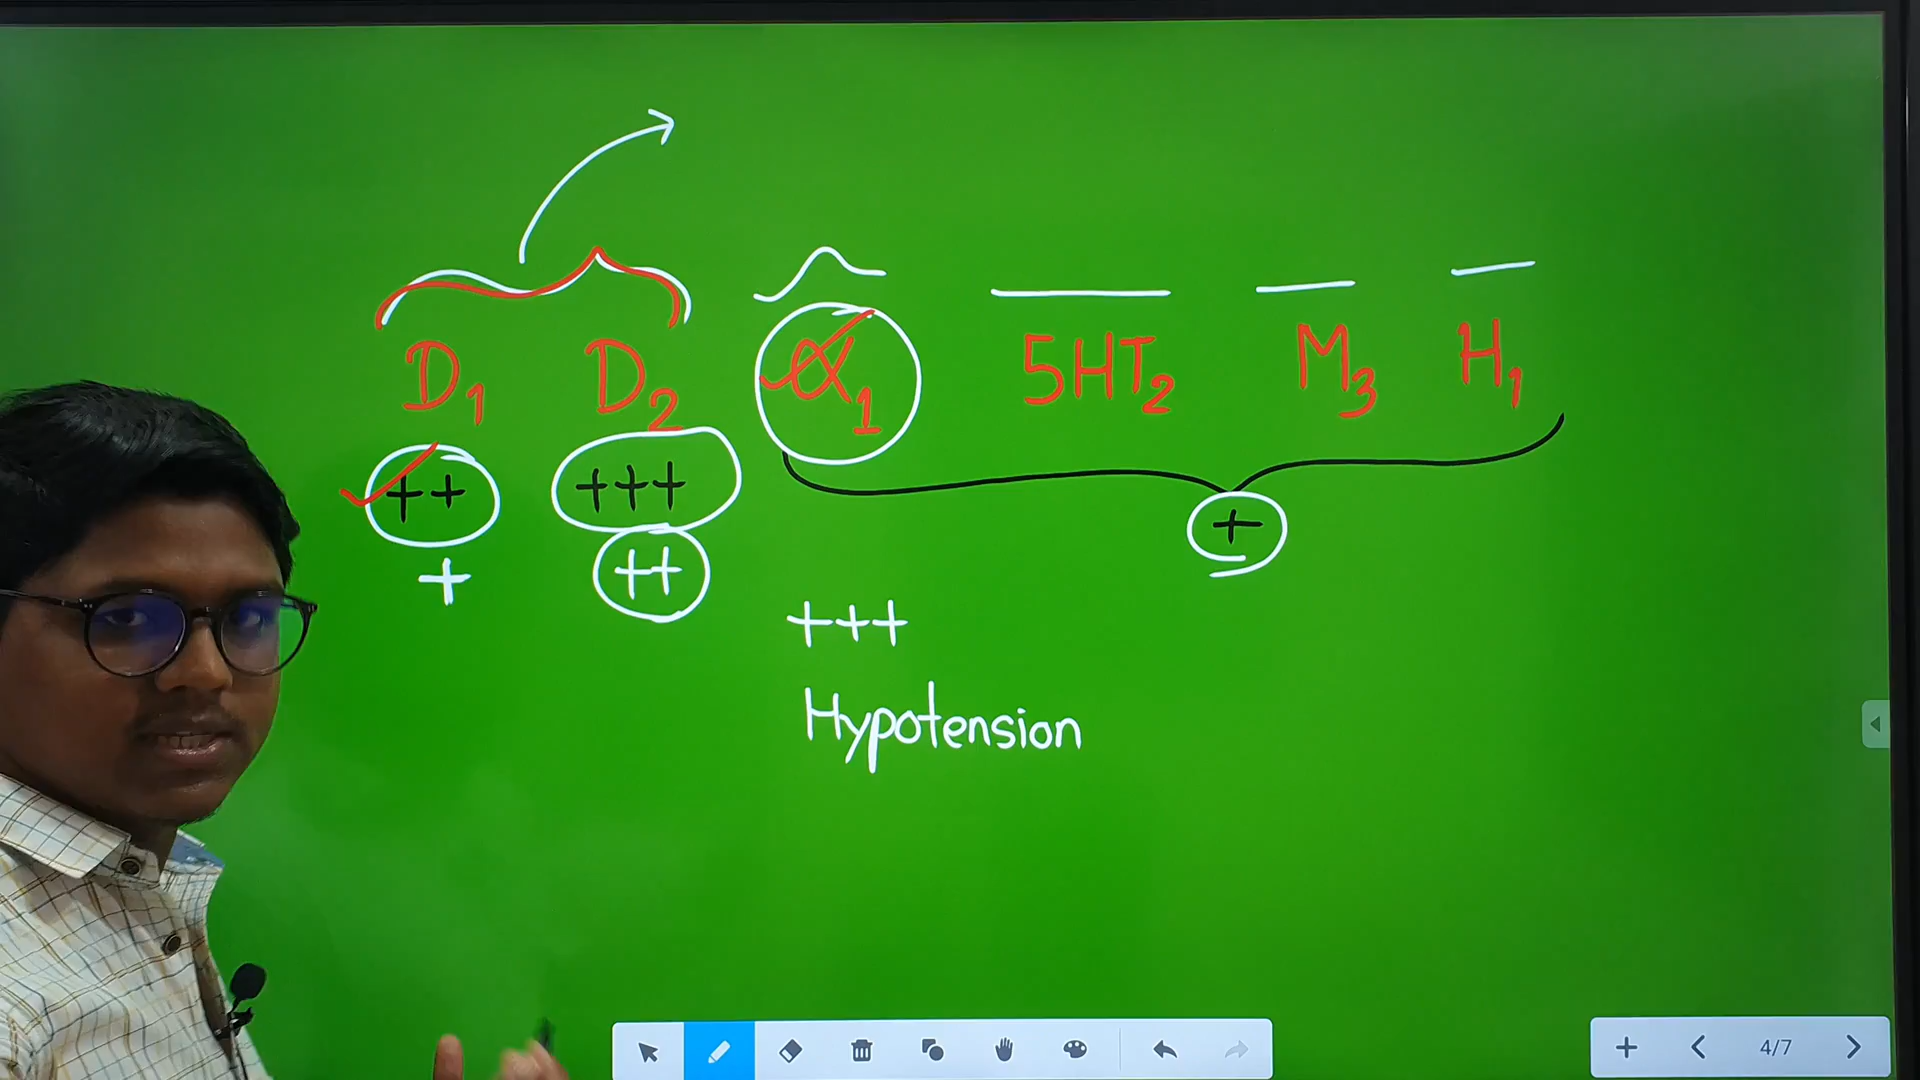 D₁ D₂ α₁ 5HT₂ M₃ H₁
++ +++ +
+ ++
+++
Hypotension
4/7